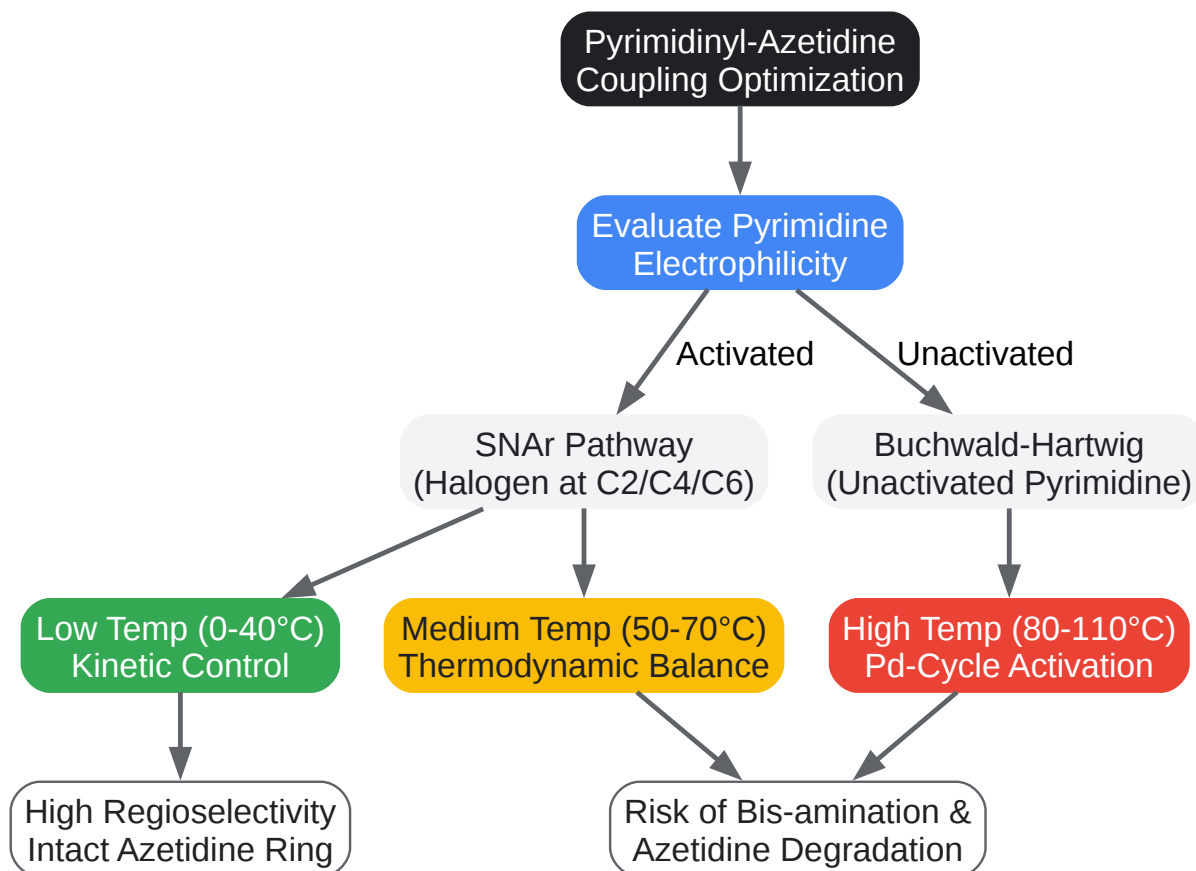 Pyrimidinyl-Azetidine
Coupling Optimization
Evaluate Pyrimidine
Electrophilicity
Activated
Unactivated
SNAr Pathway
(Halogen at C2/C4/C6)
Buchwald-Hartwig
(Unactivated Pyrimidine)
Low Temp (0-40°C)
Kinetic Control
Medium Temp (50-70°C)
Thermodynamic Balance
High Temp (80-110°C)
Pd-Cycle Activation
High Regioselectivity
Intact Azetidine Ring
Risk of Bis-amination &
Azetidine Degradation